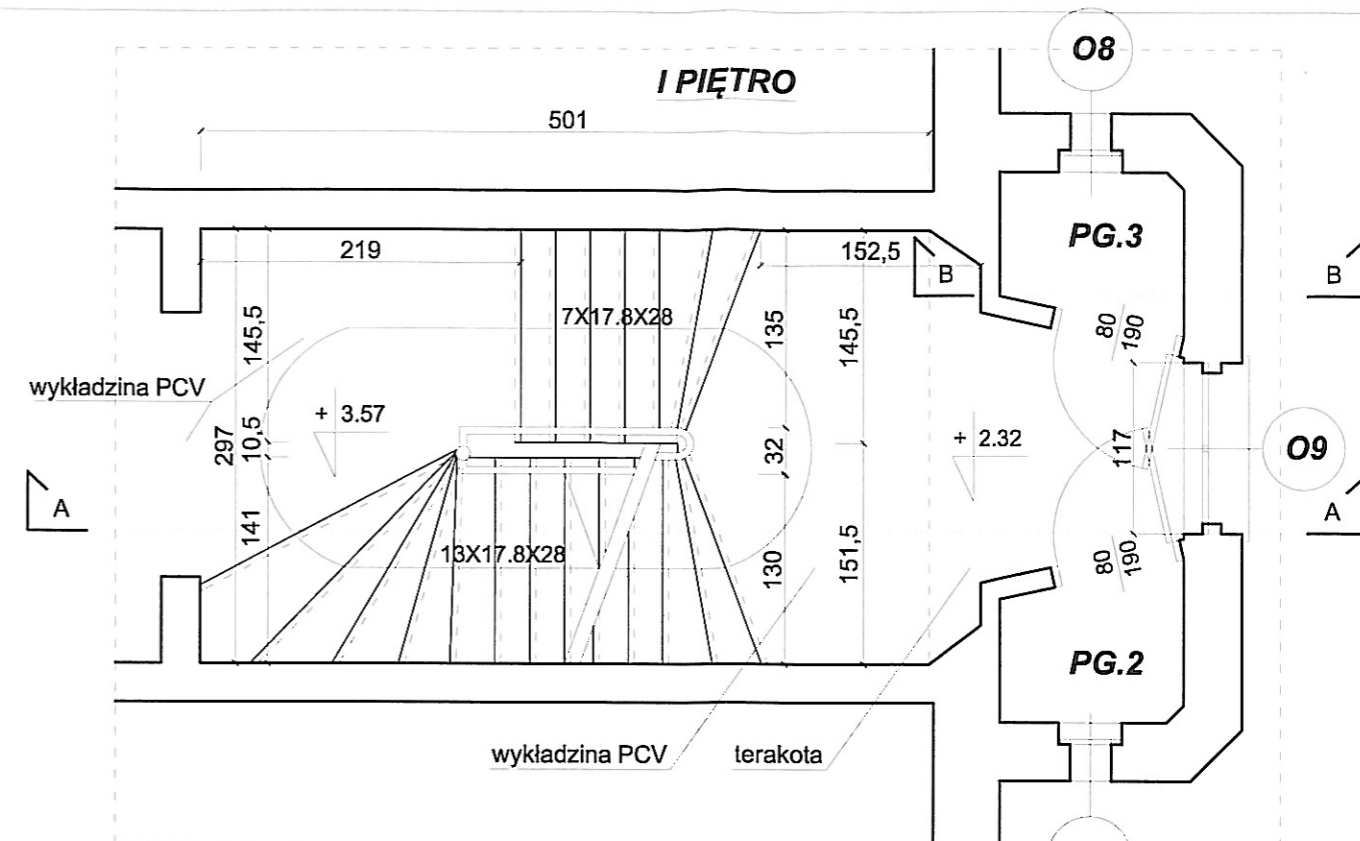 O8
I PIĘTRO
501
PG.3
219
152,5
B
B
7X17.8X28
135
145,5
145,5
80
190
wykładzina PCV
+ 3.57
297
10,5
+ 2.32
32
117
O9
A
A
141
13X17.8X28
130
151,5
80
190
PG.2
wykładzina PCV
terakota